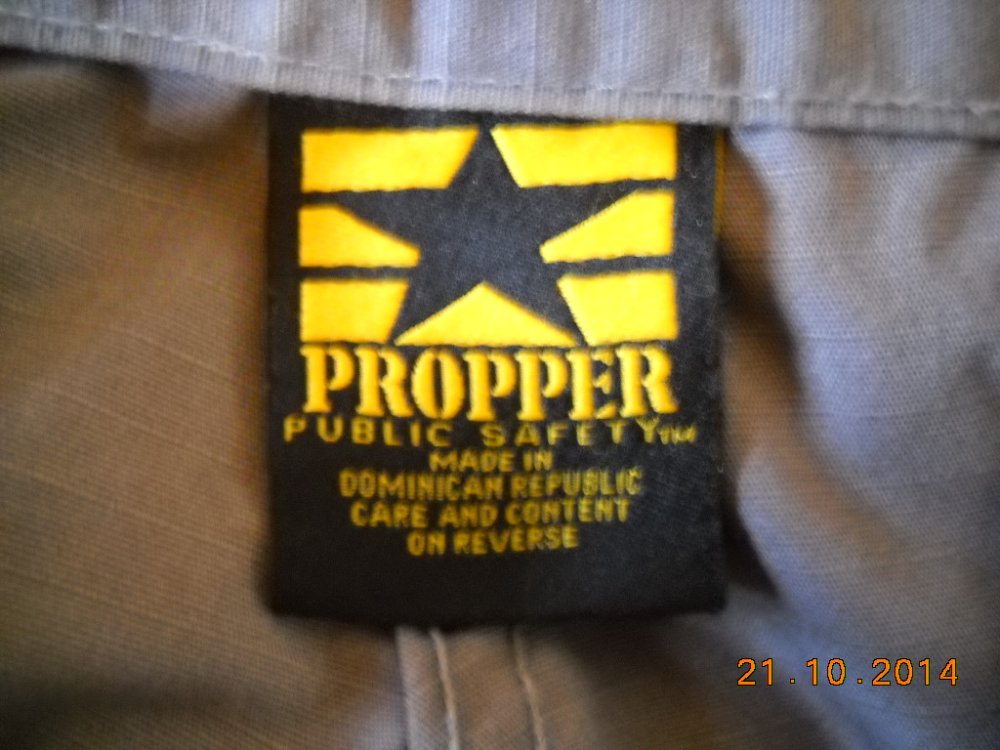 PROPPER
PUBLIC SAFETY™
MADE IN
DOMINICAN REPUBLIC
CARE AND CONTENT
ON REVERSE
21.10.2014